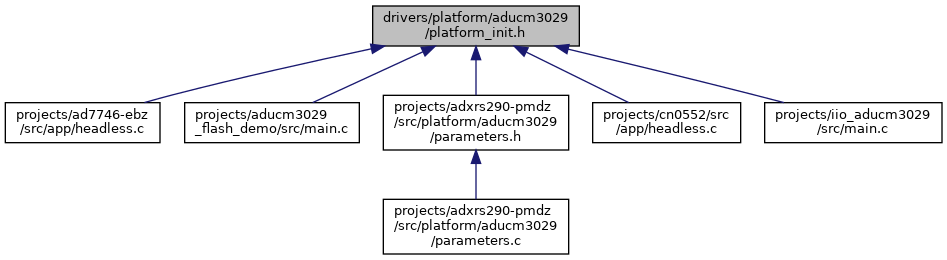 drivers/platform/aducm3029
/platform_init.h
projects/ad7746-ebz
/src/app/headless.c
projects/aducm3029
_flash_demo/src/main.c
projects/adxrs290-pmdz
/src/platform/aducm3029
/parameters.h
projects/cn0552/src
/app/headless.c
projects/iio_aducm3029
/src/main.c
projects/adxrs290-pmdz
/src/platform/aducm3029
/parameters.c